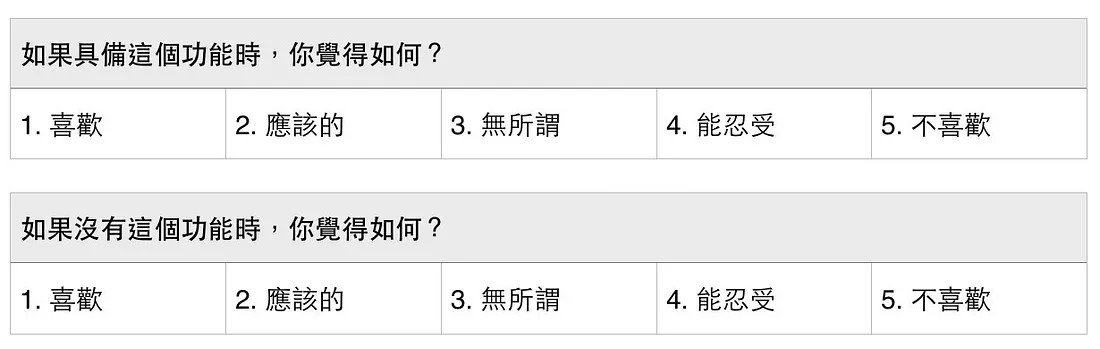 如果具備這個功能時，你覺得如何？
1. 喜歡 2. 應該的 3. 無所謂 4. 能忍受 5. 不喜歡
如果沒有這個功能時，你覺得如何？
1. 喜歡 2. 應該的 3. 無所謂 4. 能忍受 5. 不喜歡